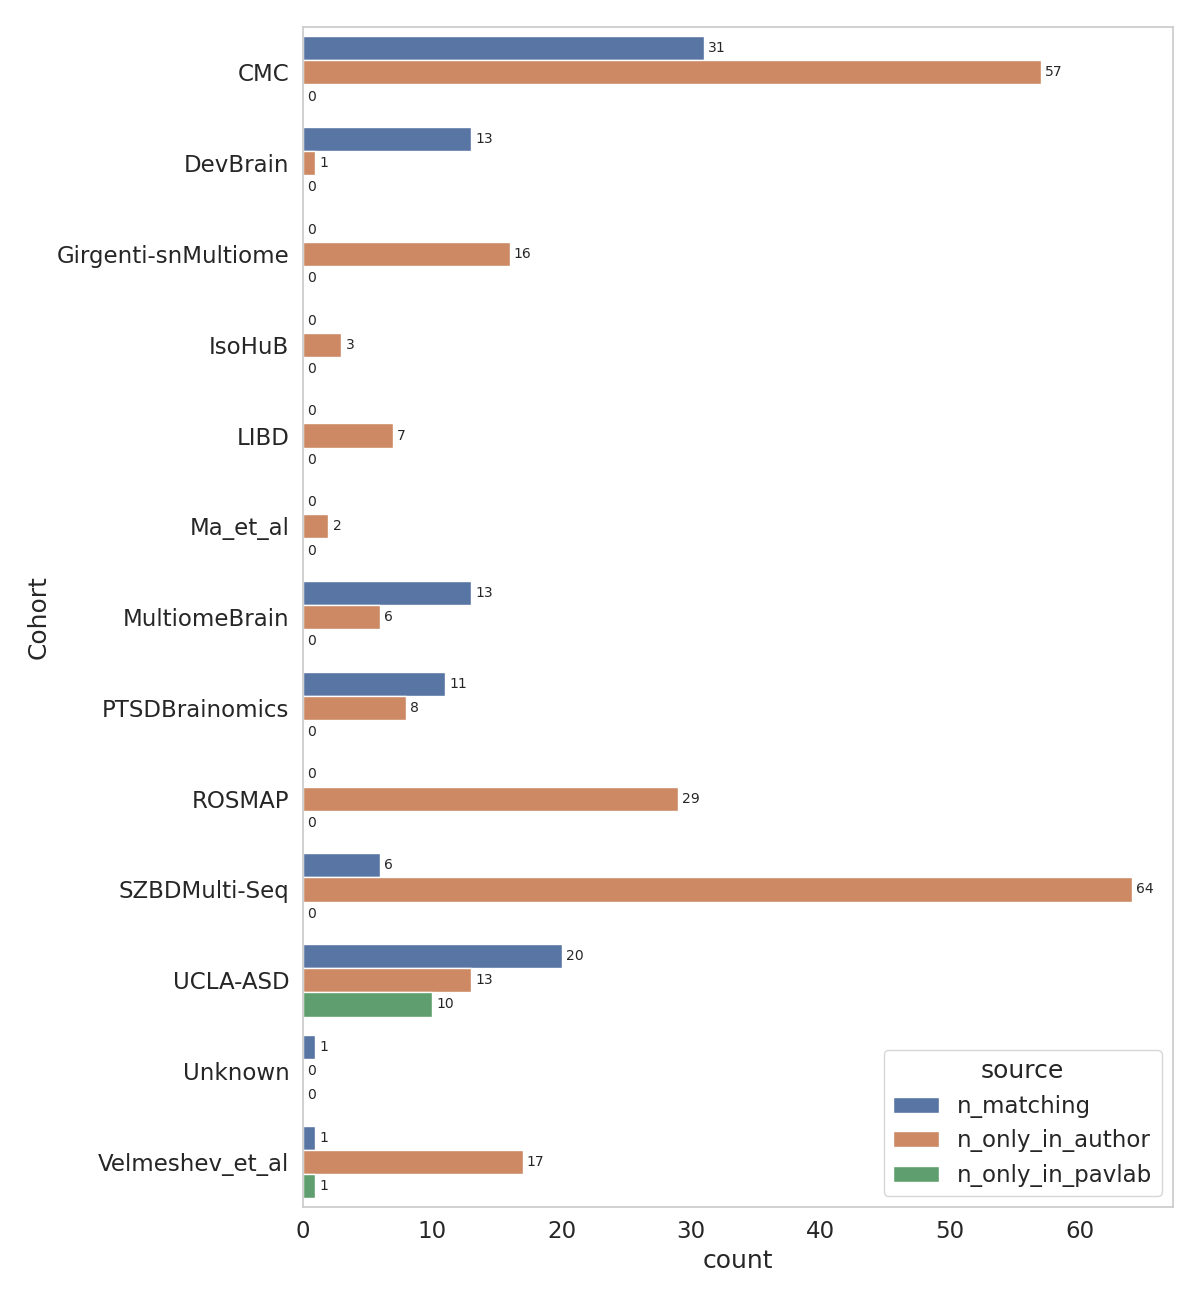 CMC
31
57
0
DevBrain
13
1
0
Girgenti-snMultiome
0
16
0
IsoHuB
0
3
0
LIBD
0
7
0
Ma_et_al
0
2
0
MultiomeBrain
13
6
0
PTSDBrainomics
11
8
0
ROSMAP
0
29
0
SZBDMulti-Seq
6
64
0
UCLA-ASD
20
13
10
Unknown
1
0
0
Velmeshev_et_al
1
17
1
Cohort
source
n_matching
n_only_in_author
n_only_in_pavlab
0 10 20 30 40 50 60
count